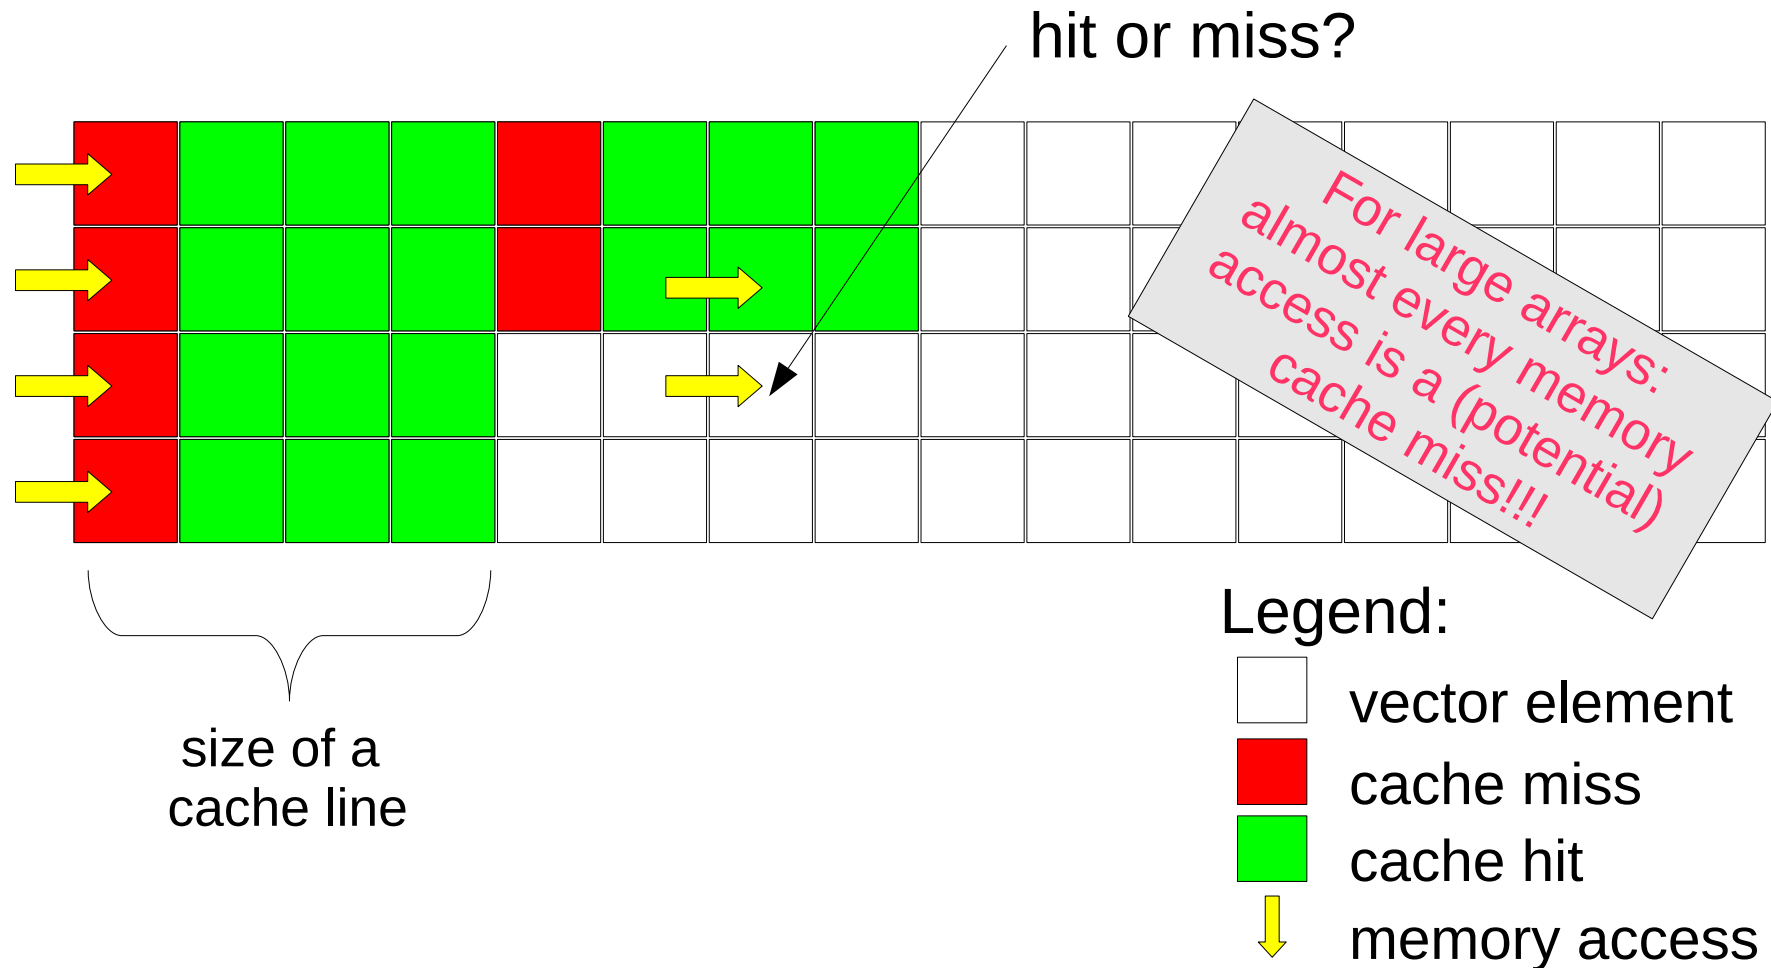 hit or miss?
For large arrays:
almost every memory
access is a (potential)
cache miss!!!
size of a
cache line
Legend:
vector element
cache miss
cache hit
memory access